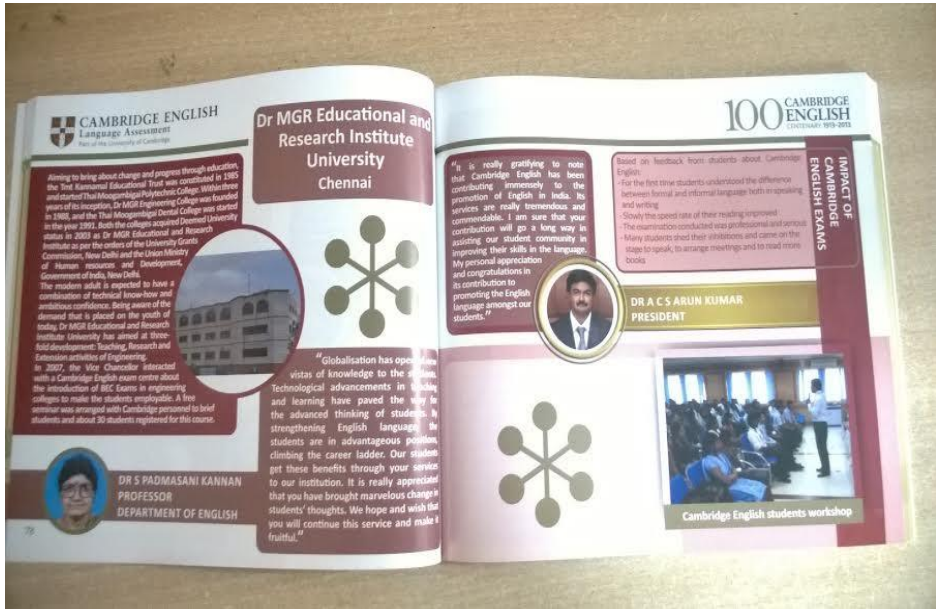 CAMBRIDGE ENGLISH
Language Assessment
Part of the University of Cambridge
Dr MGR Educational and
Research Institute
University
Chennai
Aiming to bring about change and progress through education,
the Tmt Kannamal Educational Trust was constituted in 1985
and started Thai Moogambigai Polytechnic College. Within three
years of its inception, Dr MGR Engineering College was founded
in 1988, and the Thai Moogambigai Dental College was started
in the year 1991. Both the colleges acquired Deemed University
status in 2003 as Dr MGR Educational and Research
Institute as per the orders of the University Grants
Commission, New Delhi and the Union Ministry
of Human resources and Development,
Government of India, New Delhi.
The modern adult is expected to have a
combination of technical know-how and
ambitious confidence. Being aware of the
demand that is placed on the youth of
today, Dr MGR Educational and Research
Institute University has aimed at three-
fold development: Teaching, Research and
Extension activities of Engineering.
In 2007, the Vice Chancellor interacted
with a Cambridge English exam centre about
the introduction of BEC Exams in engineering
colleges to make the students employable. A free
seminar was arranged with Cambridge personnel to brief
students and about 30 students registered for this course.
"Globalisation has opened new
vistas of knowledge to the students.
Technological advancements in teaching
and learning have paved the way for
the advanced thinking of students. By
strengthening English language, the
students are in advantageous positions,
climbing the career ladder. Our students
get these benefits through your services
to our institution. It is really appreciated
that you have brought marvelous change in
students' thoughts. We hope and wish that
you will continue this service and make it
fruitful."
DR S PADMASANI KANNAN
PROFESSOR
DEPARTMENT OF ENGLISH
100 CAMBRIDGE
ENGLISH
CENTENARY 1913-2013
"It is really gratifying to note
that Cambridge English has been
contributing immensely to the
promotion of English in India. Its
services are really tremendous and
commendable. I am sure that your
contribution will go a long way in
assisting our student community in
improving their skills in the language.
My personal appreciation
and congratulations in
its contribution to
promoting the English
language amongst our
students."
Based on feedback from students about Cambridge
English:
- For the first time students understood the difference
between formal and informal language both in speaking
and writing
- Slowly the speed rate of their reading improved
- The examination conducted was professional and serious
- Many students shed their inhibitions and came on the
stage to speak, to arrange meetings and to read more
books
IMPACT OF
CAMBRIDGE
ENGLISH EXAMS
DR A C S ARUN KUMAR
PRESIDENT
Cambridge English students workshop